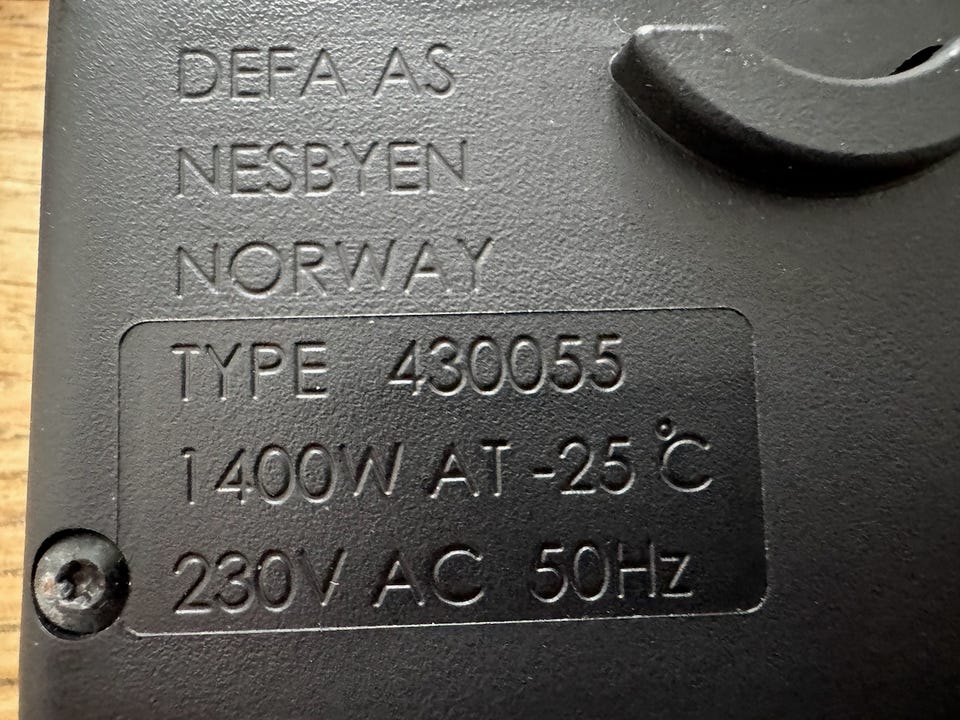 DEFA AS
NESBYEN
NORWAY
TYPE 430055
1400W AT -25 °C
230V AC 50Hz